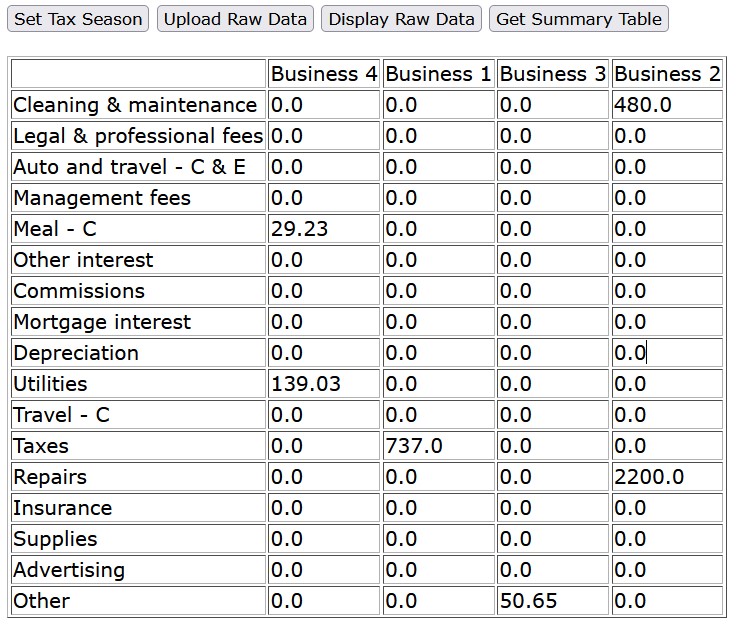 Set Tax Season Upload Raw Data Display Raw Data Get Summary Table
Business 4 Business 1 Business 3 Business 2
Cleaning & maintenance 0.0 0.0 0.0 480.0
Legal & professional fees 0.0 0.0 0.0 0.0
Auto and travel - C & E 0.0 0.0 0.0 0.0
Management fees 0.0 0.0 0.0 0.0
Meal - C 29.23 0.0 0.0 0.0
Other interest 0.0 0.0 0.0 0.0
Commissions 0.0 0.0 0.0 0.0
Mortgage interest 0.0 0.0 0.0 0.0
Depreciation 0.0 0.0 0.0 0.0
Utilities 139.03 0.0 0.0 0.0
Travel - C 0.0 0.0 0.0 0.0
Taxes 0.0 737.0 0.0 0.0
Repairs 0.0 0.0 0.0 2200.0
Insurance 0.0 0.0 0.0 0.0
Supplies 0.0 0.0 0.0 0.0
Advertising 0.0 0.0 0.0 0.0
Other 0.0 0.0 50.65 0.0